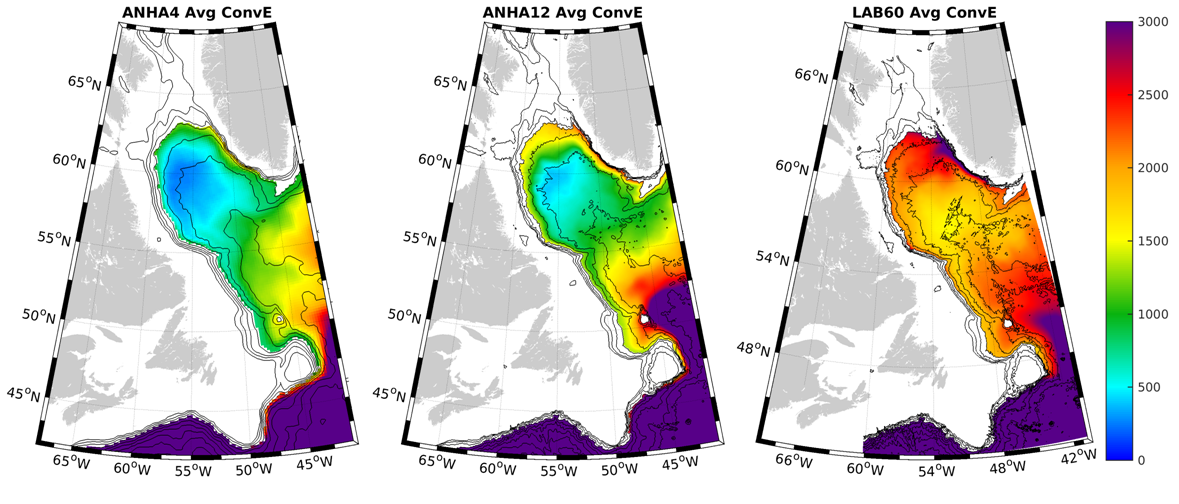 ANHA4 Avg ConvE
65°N
60°N
55°N
50°N
45°N
65°W
60°W
55°W
50°W
45°W
ANHA12 Avg ConvE
65°N
60°N
55°N
50°N
45°N
65°W
60°W
55°W
50°W
45°W
LAB60 Avg ConvE
66°N
60°N
54°N
48°N
66°W
60°W
54°W
48°W
42°W
3000
2500
2000
1500
1000
500
0